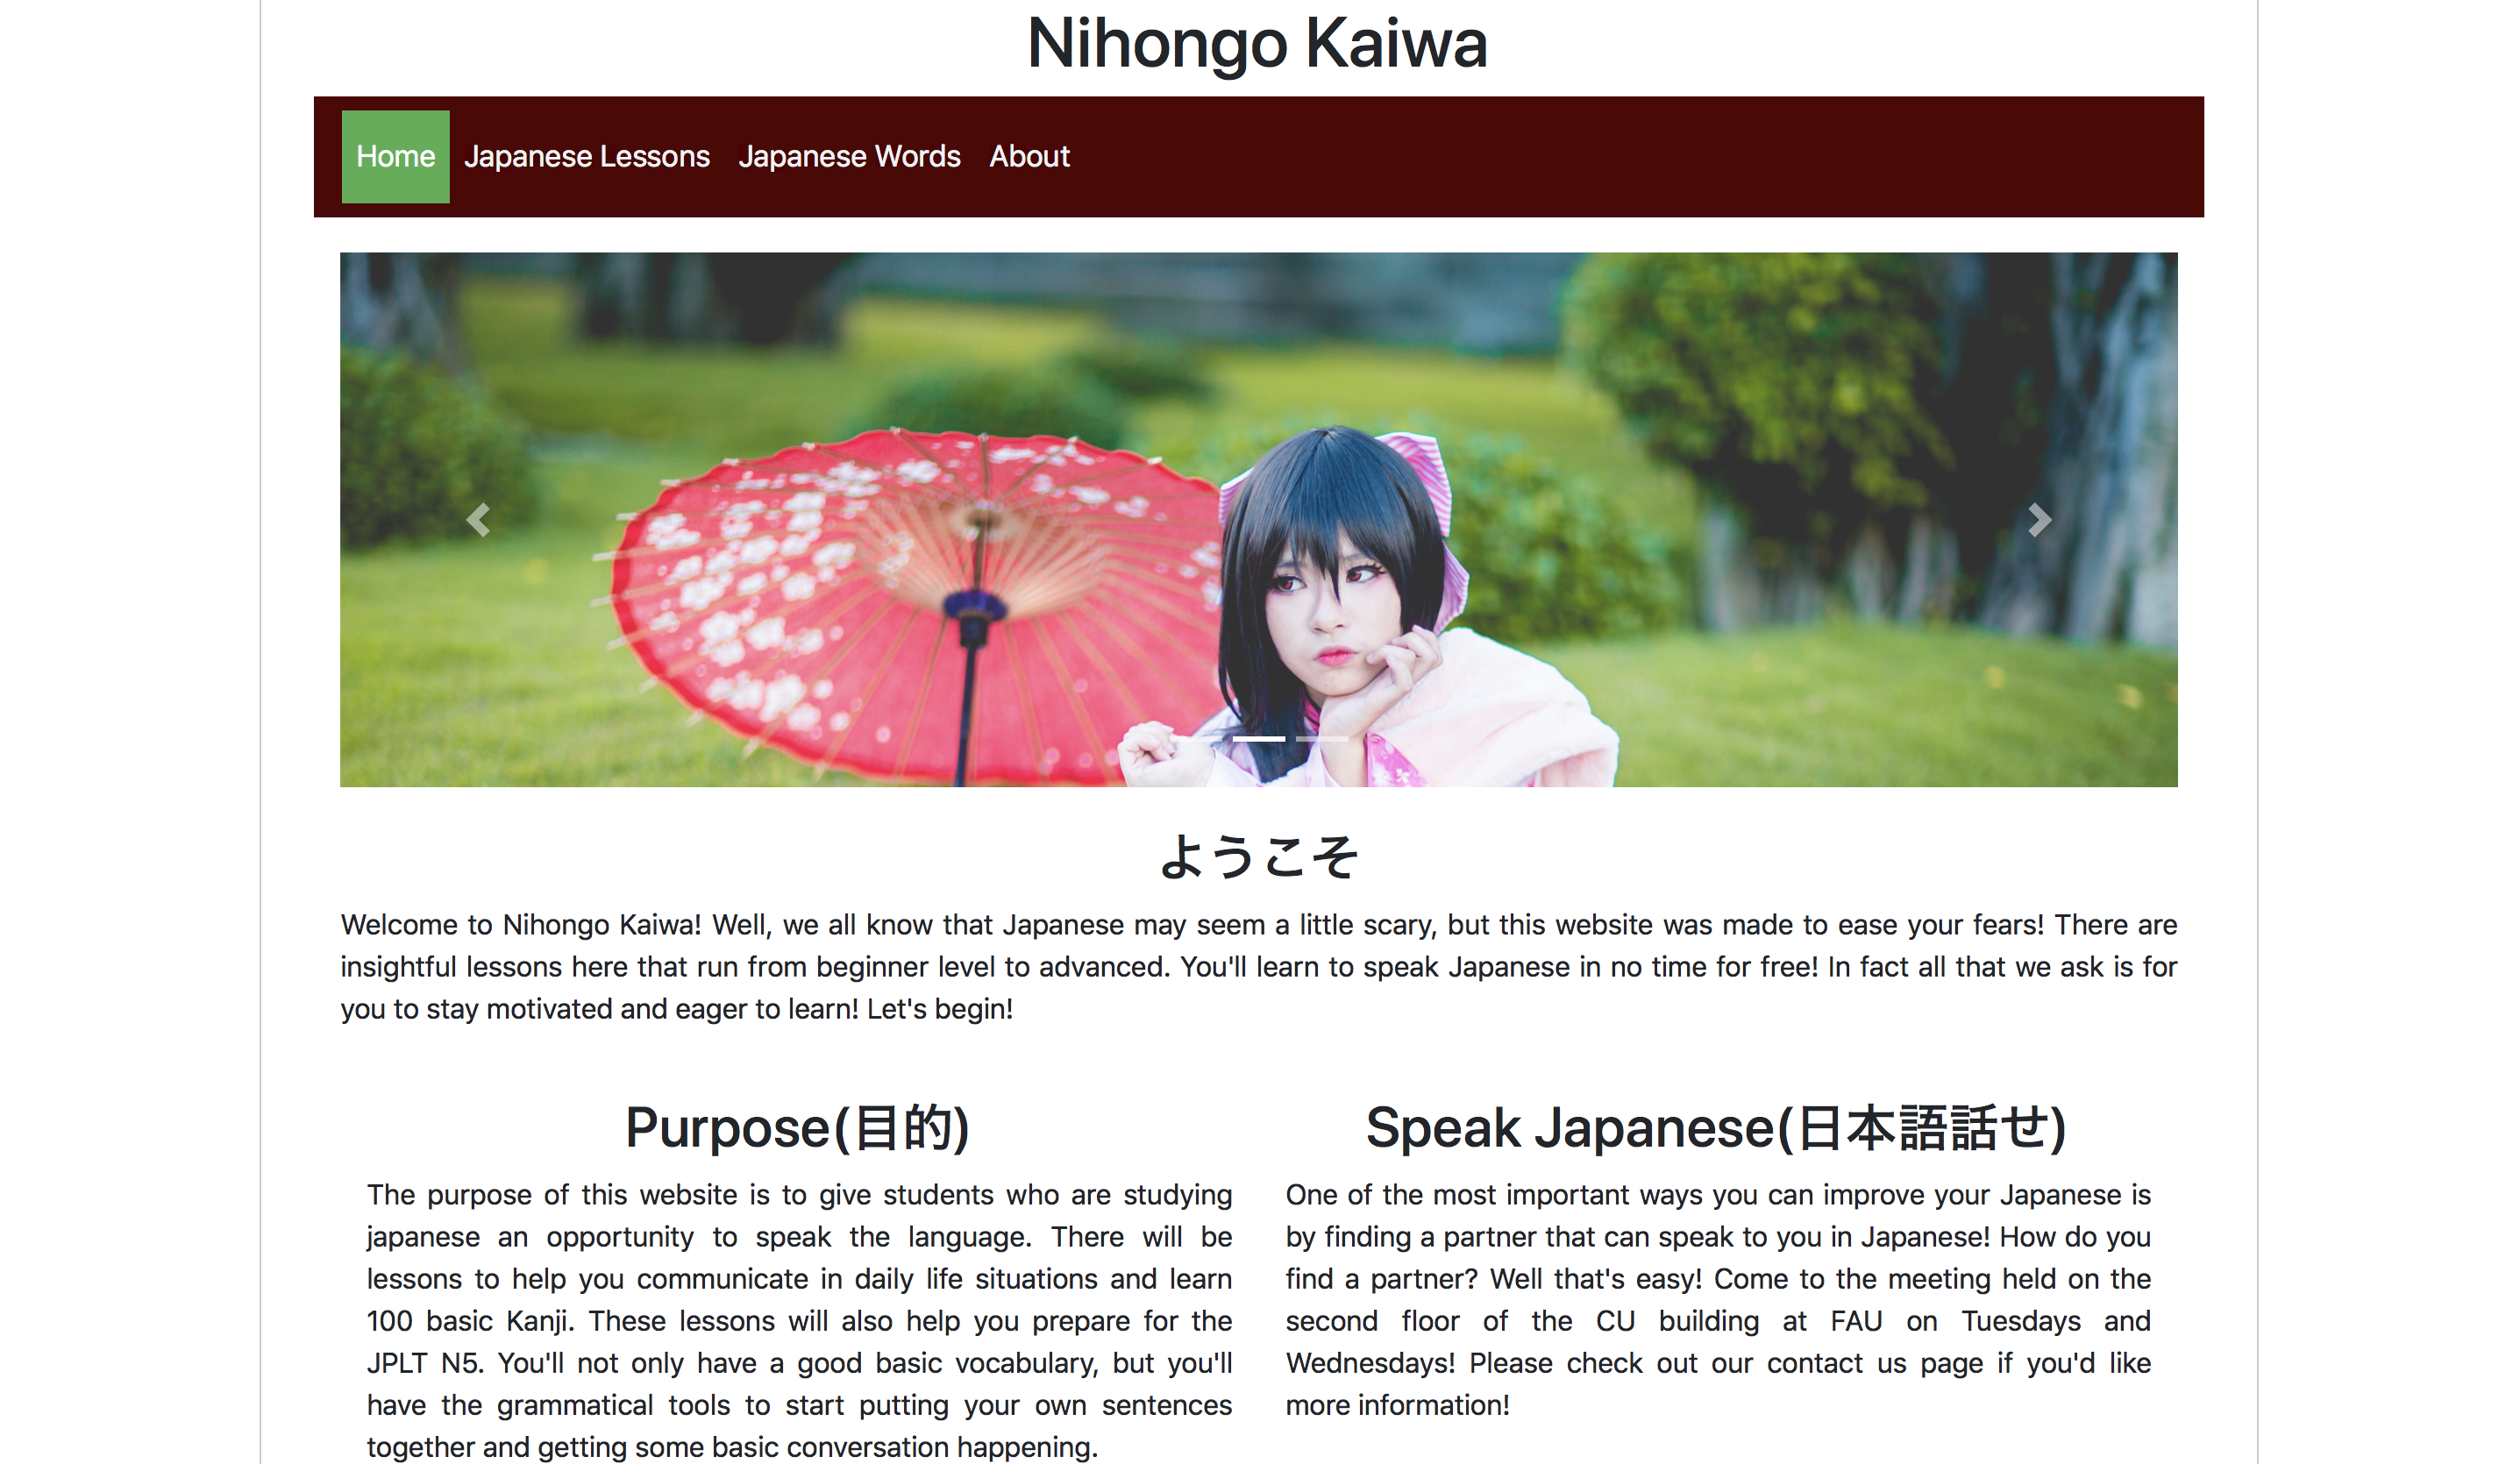 Nihongo Kaiwa
Home Japanese Lessons Japanese Words About
ようこそ
Welcome to Nihongo Kaiwa! Well, we all know that Japanese may seem a little scary, but this website was made to ease your fears! There are
insightful lessons here that run from beginner level to advanced. You'll learn to speak Japanese in no time for free! In fact all that we ask is for
you to stay motivated and eager to learn! Let's begin!
Purpose(目的)
The purpose of this website is to give students who are studying
japanese an opportunity to speak the language. There will be
lessons to help you communicate in daily life situations and learn
100 basic Kanji. These lessons will also help you prepare for the
JPLT N5. You'll not only have a good basic vocabulary, but you'll
have the grammatical tools to start putting your own sentences
together and getting some basic conversation happening.
Speak Japanese(日本語話せ)
One of the most important ways you can improve your Japanese is
by finding a partner that can speak to you in Japanese! How do you
find a partner? Well that's easy! Come to the meeting held on the
second floor of the CU building at FAU on Tuesdays and
Wednesdays! Please check out our contact us page if you'd like
more information!